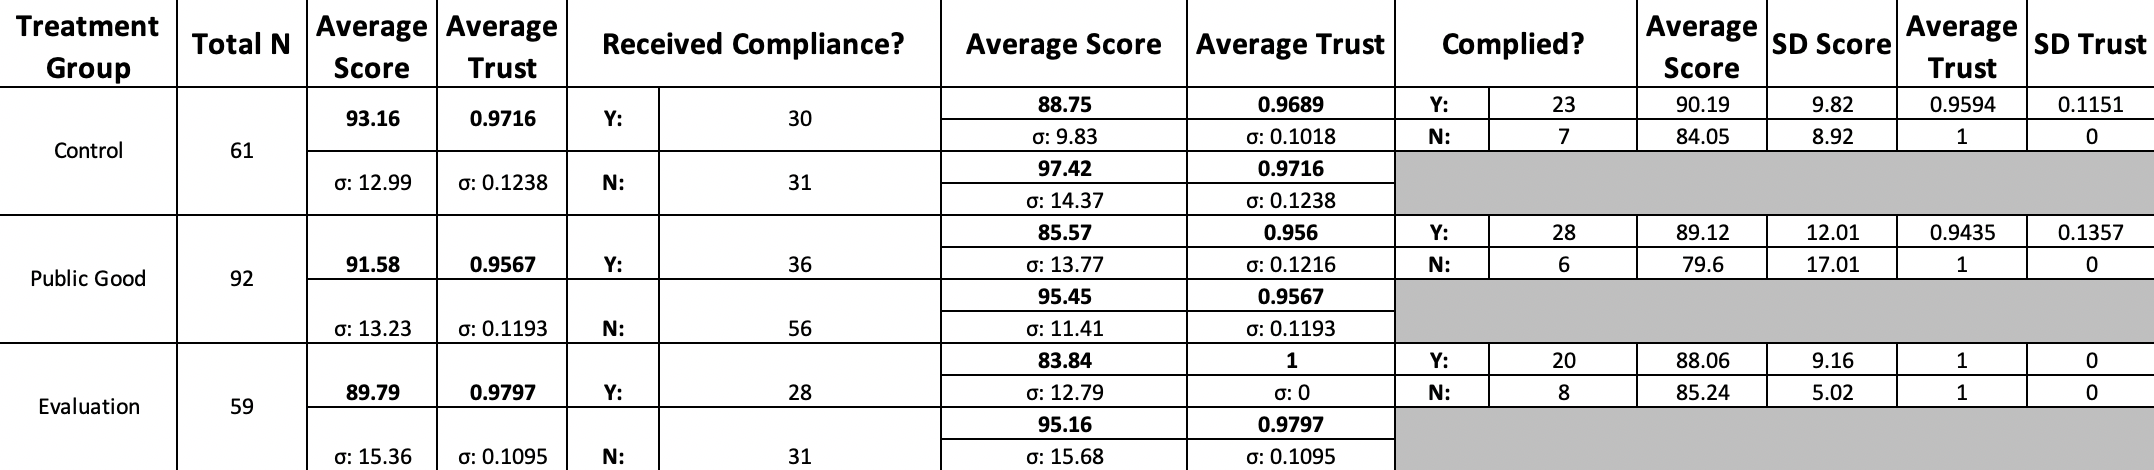 Treatment Group Total N Average Score Average Trust Received Compliance? Average Score Average Trust Complied? Average Score SD Score Average Trust SD Trust
Control 61 93.16 0.9716 Y: 30 88.75 0.9689 Y: 23 90.19 9.82 0.9594 0.1151
σ: 9.83 σ: 0.1018 N: 7 84.05 8.92 1 0
σ: 12.99 σ: 0.1238 N: 31 97.42 0.9716
σ: 14.37 σ: 0.1238
Public Good 92 91.58 0.9567 Y: 36 85.57 0.956 Y: 28 89.12 12.01 0.9435 0.1357
σ: 13.77 σ: 0.1216 N: 6 79.6 17.01 1 0
σ: 13.23 σ: 0.1193 N: 56 95.45 0.9567
σ: 11.41 σ: 0.1193
Evaluation 59 89.79 0.9797 Y: 28 83.84 1 Y: 20 88.06 9.16 1 0
σ: 12.79 σ: 0 N: 8 85.24 5.02 1 0
σ: 15.36 σ: 0.1095 N: 31 95.16 0.9797
σ: 15.68 σ: 0.1095